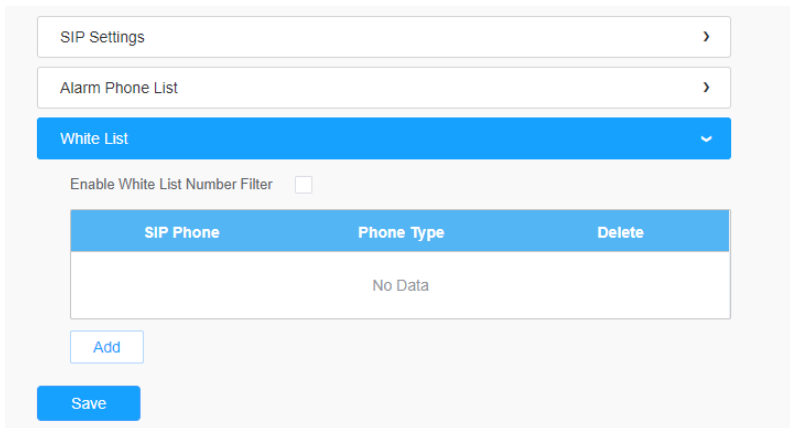 SIP Settings
Alarm Phone List
White List
Enable White List Number Filter
SIP Phone Phone Type Delete
No Data
Add
Save